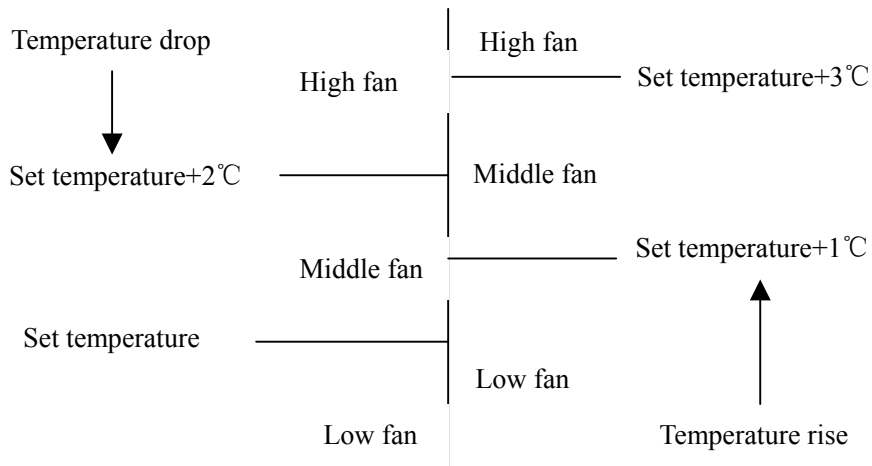 Temperature drop
High fan
High fan
Set temperature+3℃
Set temperature+2℃
Middle fan
Middle fan
Set temperature+1℃
Set temperature
Low fan
Low fan
Temperature rise